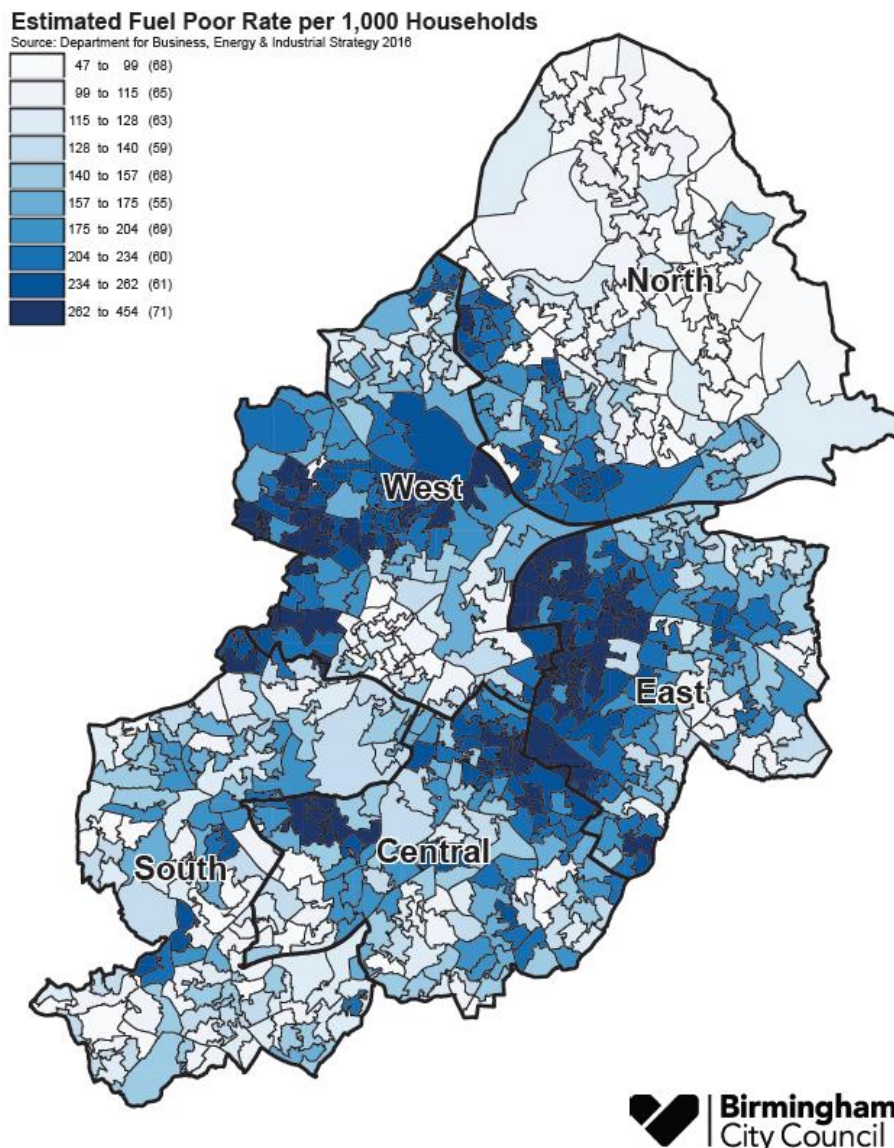 Estimated Fuel Poor Rate per 1,000 Households
Source: Department for Business, Energy & Industrial Strategy 2016
47 to 99 (68)
99 to 115 (65)
115 to 128 (63)
128 to 140 (59)
140 to 157 (68)
157 to 175 (55)
175 to 204 (69)
204 to 234 (60)
234 to 262 (61)
262 to 454 (71)
North
West
East
Central
South
Birmingham
City Council